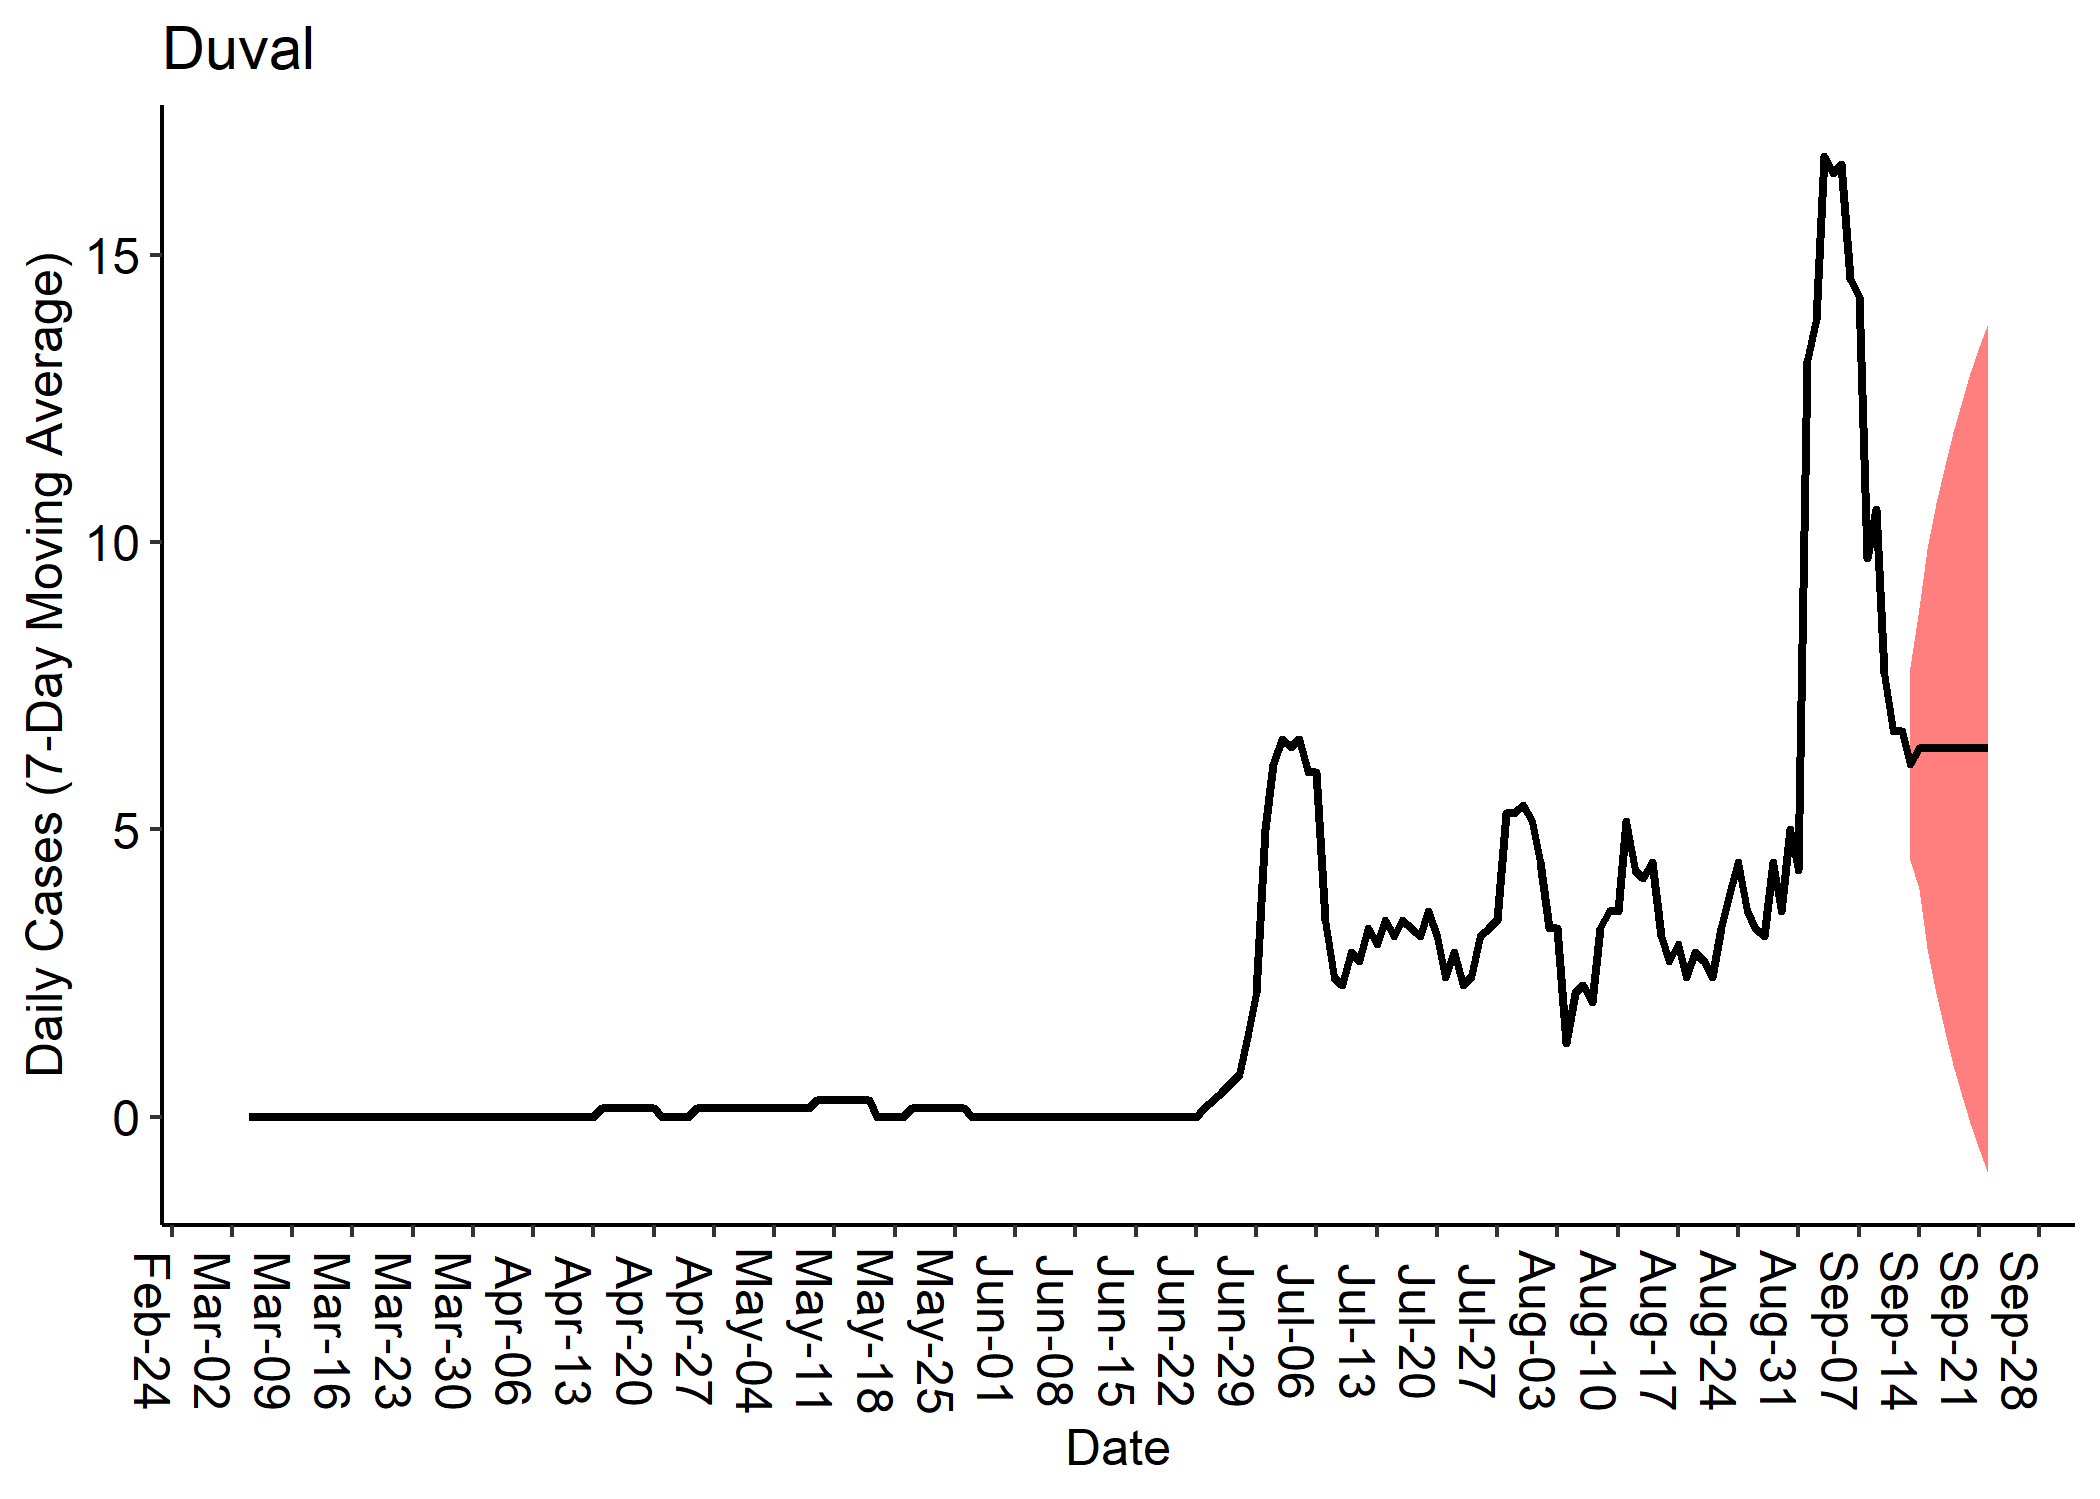 Duval
Daily Cases (7-Day Moving Average)
15
10
5
0
Feb-24
Mar-02
Mar-09
Mar-16
Mar-23
Mar-30
Apr-06
Apr-13
Apr-20
Apr-27
May-04
May-11
May-18
May-25
Jun-01
Jun-08
Jun-15
Jun-22
Jun-29
Jul-06
Jul-13
Jul-20
Jul-27
Aug-03
Aug-10
Aug-17
Aug-24
Aug-31
Sep-07
Sep-14
Sep-21
Sep-28
Date